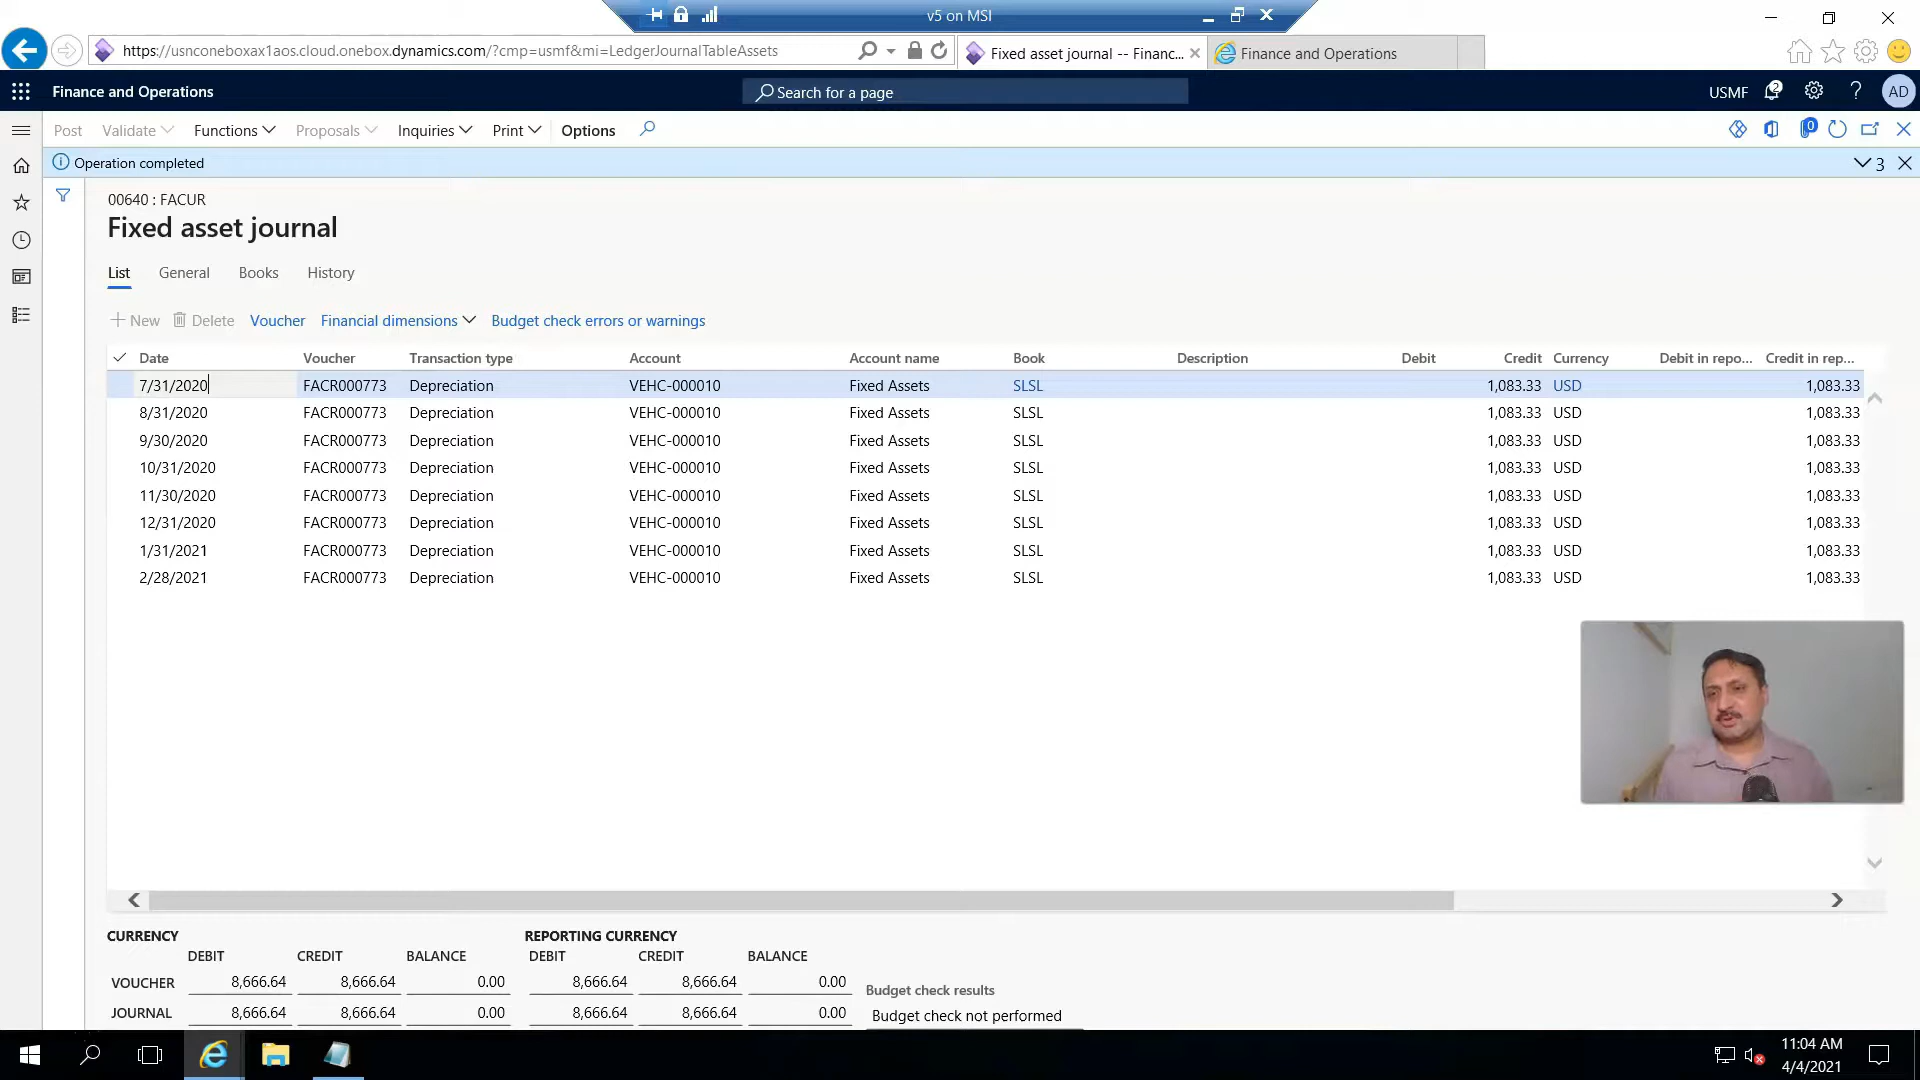 v5 on MSI
https://usnconeboxax1aos.cloud.onebox.dynamics.com/?cmp=usmf&mi=LedgerJournalTableAssets
Fixed asset journal -- Financ...
Finance and Operations
Finance and Operations
Search for a page
USMF
2
?
AD
Post Validate Functions Proposals Inquiries Print Options
0
Operation completed
3
00640 : FACUR
Fixed asset journal
List General Books History
New Delete Voucher Financial dimensions Budget check errors or warnings
Date Voucher Transaction type Account Account name Book Description Debit Credit Currency Debit in repo... Credit in rep...
7/31/2020 FACR000773 Depreciation VEHC-000010 Fixed Assets SLSL 1,083.33 USD 1,083.33
8/31/2020 FACR000773 Depreciation VEHC-000010 Fixed Assets SLSL 1,083.33 USD 1,083.33
9/30/2020 FACR000773 Depreciation VEHC-000010 Fixed Assets SLSL 1,083.33 USD 1,083.33
10/31/2020 FACR000773 Depreciation VEHC-000010 Fixed Assets SLSL 1,083.33 USD 1,083.33
11/30/2020 FACR000773 Depreciation VEHC-000010 Fixed Assets SLSL 1,083.33 USD 1,083.33
12/31/2020 FACR000773 Depreciation VEHC-000010 Fixed Assets SLSL 1,083.33 USD 1,083.33
1/31/2021 FACR000773 Depreciation VEHC-000010 Fixed Assets SLSL 1,083.33 USD 1,083.33
2/28/2021 FACR000773 Depreciation VEHC-000010 Fixed Assets SLSL 1,083.33 USD 1,083.33
CURRENCY REPORTING CURRENCY
DEBIT CREDIT BALANCE DEBIT CREDIT BALANCE
VOUCHER 8,666.64 8,666.64 0.00 8,666.64 8,666.64 0.00
Budget check results
JOURNAL 8,666.64 8,666.64 0.00 8,666.64 8,666.64 0.00
Budget check not performed
11:04 AM
4/4/2021